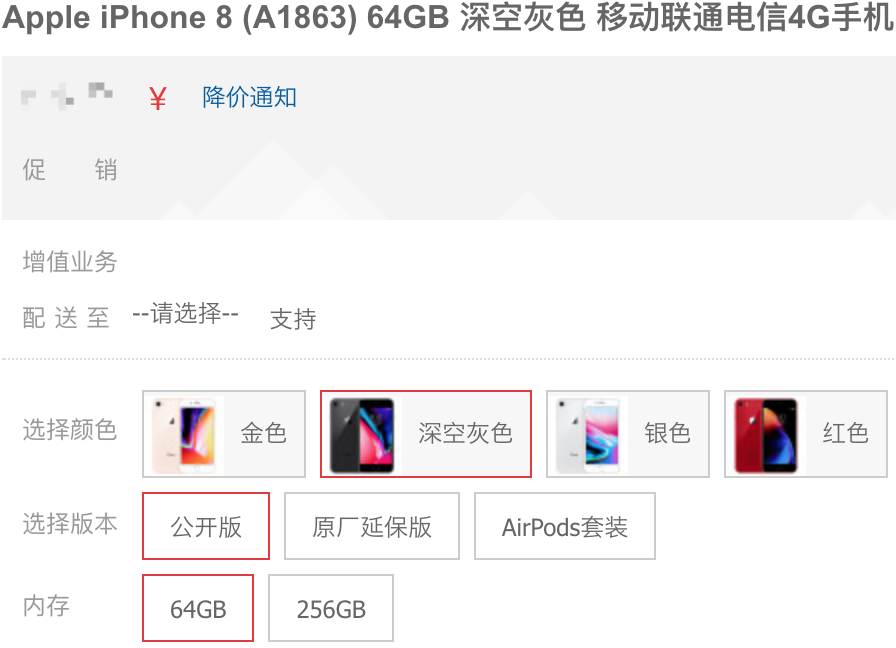 Apple iPhone 8 (A1863) 64GB 深空灰色 移动联通电信4G手机
¥ 降价通知
促 销
增值业务
配送至 --请选择-- 支持
选择颜色 金色 深空灰色 银色 红色
选择版本 公开版 原厂延保版 AirPods套装
内存 64GB 256GB